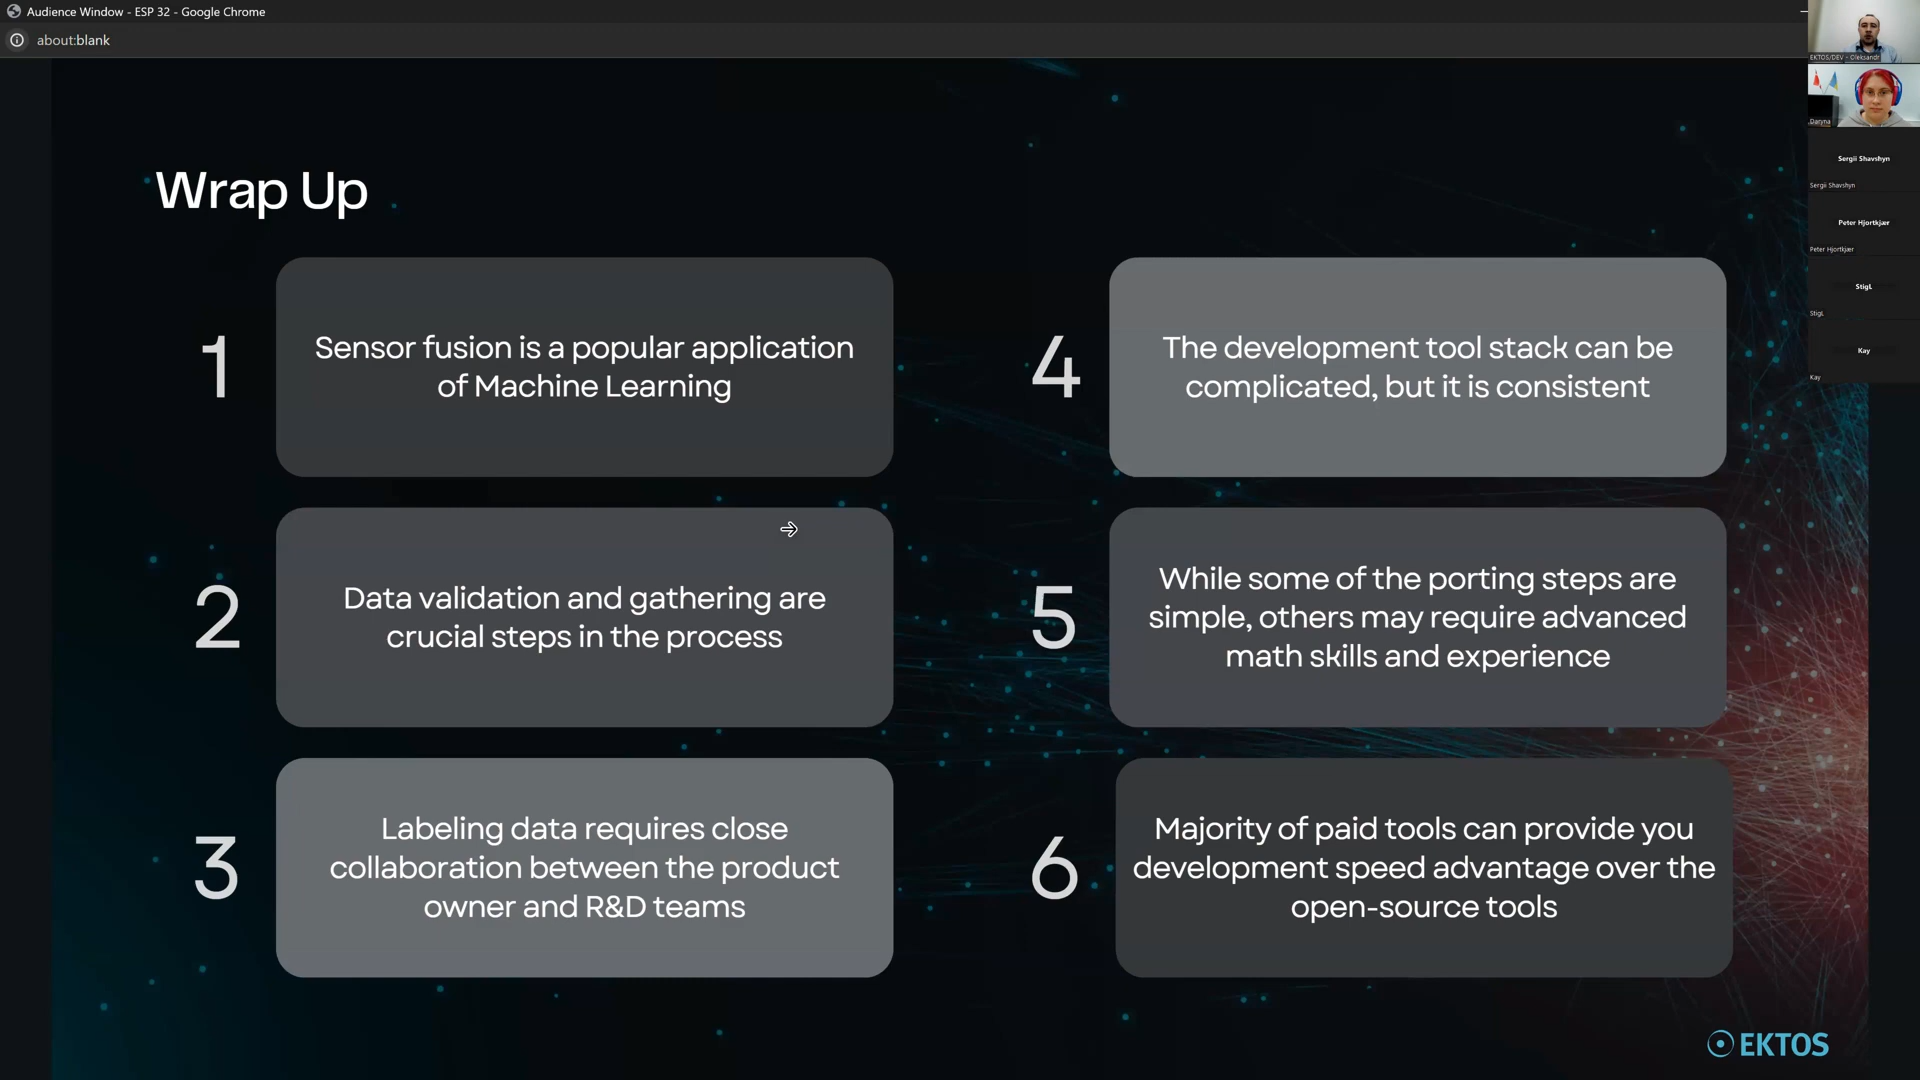 Audience Window - ESP 32 - Google Chrome
about:blank
Wrap Up
1
Sensor fusion is a popular application
of Machine Learning
2
Data validation and gathering are
crucial steps in the process
3
Labeling data requires close
collaboration between the product
owner and R&D teams
4
The development tool stack can be
complicated, but it is consistent
5
While some of the porting steps are
simple, others may require advanced
math skills and experience
6
Majority of paid tools can provide you
development speed advantage over the
open-source tools
EKTOS
EKTOS/DEV - Oleksandr
Daryna
Sergii Shavshyn
Sergii Shavshyn
Peter Hjortkjær
Peter Hjortkjær
StigL
StigL
Kay
Kay